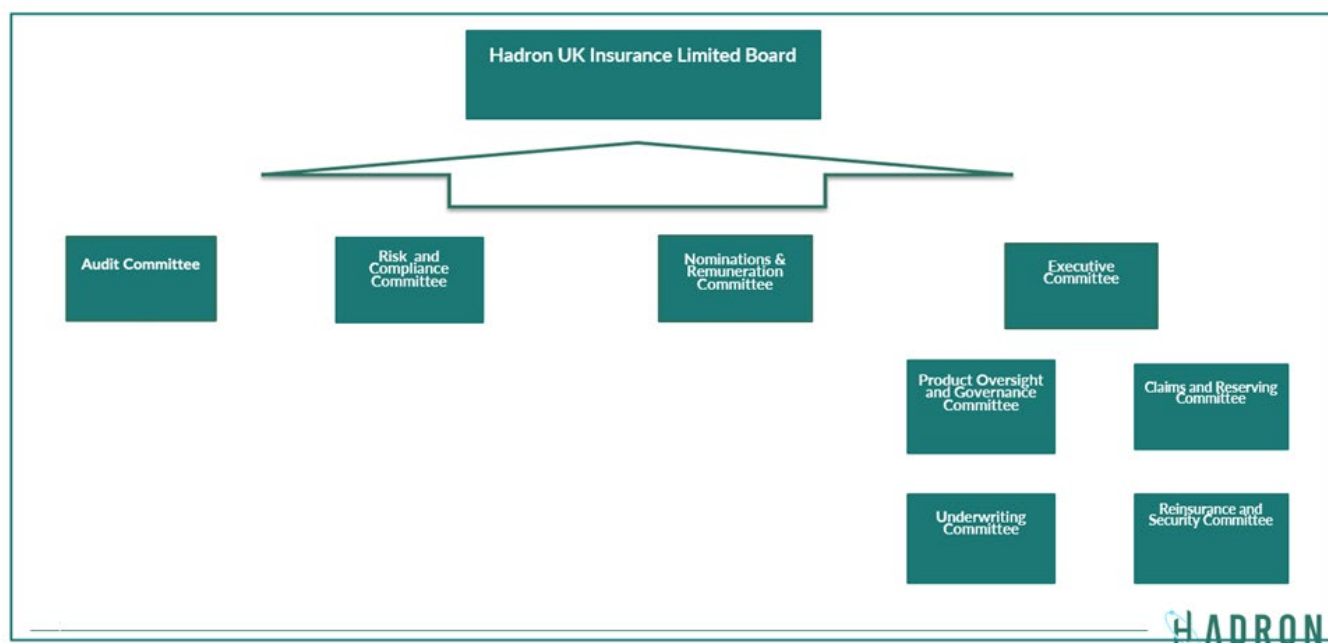 Hadron UK Insurance Limited Board
Audit Committee
Risk and
Compliance
Committee
Nominations &
Remuneration
Committee
Executive
Committee
Product Oversight
and Governance
Committee
Claims and Reserving
Committee
Underwriting
Committee
Reinsurance and
Security Committee
HADRON